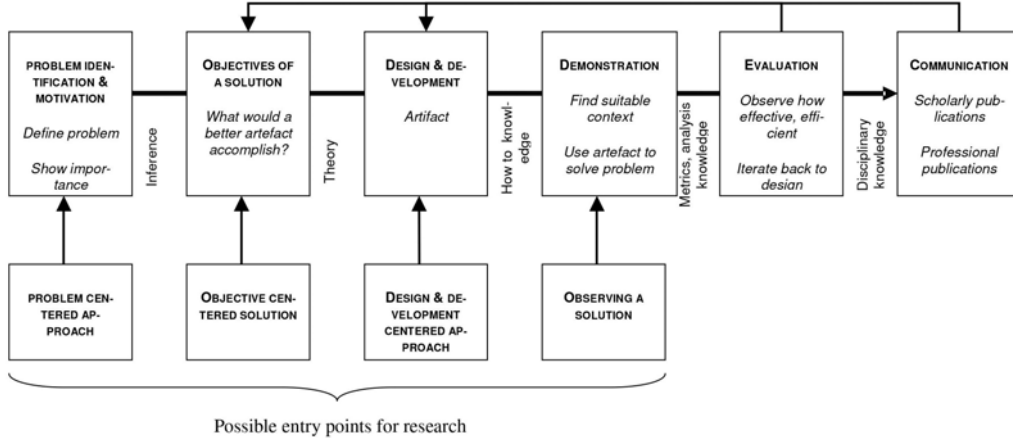 PROBLEM IDEN-
TIFICATION &
MOTIVATION
Define problem
Show impor-
tance
Inference
OBJECTIVES OF
A SOLUTION
What would a
better artefact
accomplish?
Theory
DESIGN & DE-
VELOPMENT
Artifact
How to knowl-
edge
DEMONSTRATION
Find suitable
context
Use artefact to
solve problem
Metrics, analysis
knowledge
EVALUATION
Observe how
effective, effi-
cient
Iterate back to
design
Disciplinary
knowledge
COMMUNICATION
Scholarly pub-
lications
Professional
publications
PROBLEM CEN-
TERED AP-
PROACH
OBJECTIVE CEN-
TERED SOLUTION
DESIGN & DE-
VELOPMENT
CENTERED AP-
PROACH
OBSERVING A
SOLUTION
Possible entry points for research